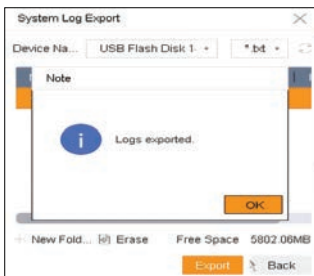 System Log Export
Device Na... USB Flash Disk 1- *.txt
Note
Logs exported.
OK
New Fold... Erase Free Space 5802.06MB
Export Back